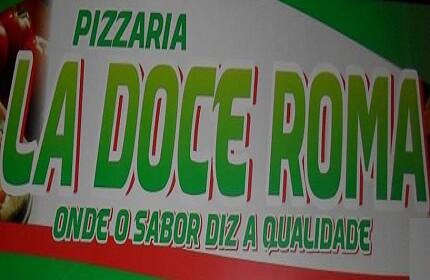 PIZZARIA
LA DOCE ROMA
ONDE O SABOR DIZ A QUALIDADE